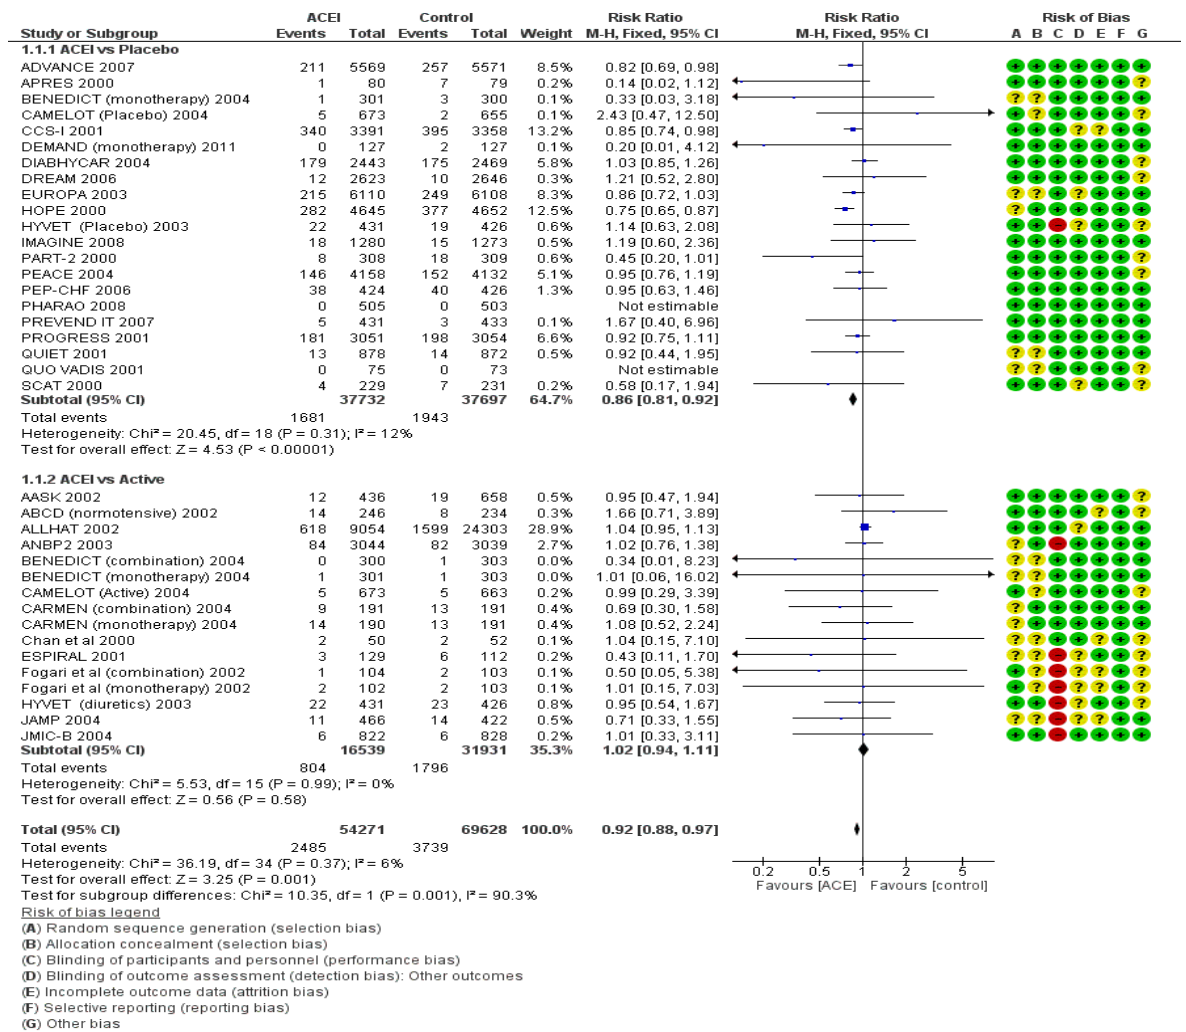 ACEI Control Risk Ratio Risk Ratio Risk of Bias
Study or Subgroup Events Total Events Total Weight M-H, Fixed, 95% CI M-H, Fixed, 95% CI A B C D E F G
1.1.1 ACEI vs Placebo
ADVANCE 2007 211 5569 257 5571 8.5% 0.82 [0.69, 0.98] + + + + + + +
APRES 2000 1 80 7 79 0.2% 0.14 [0.02, 1.12] + + + + + + ?
BENEDICT (monotherapy) 2004 1 301 3 300 0.1% 0.33 [0.03, 3.18] ? ? + + + + +
CAMELOT (Placebo) 2004 5 673 2 655 0.1% 2.43 [0.47, 12.50] + ? + + + + ?
CCS-I 2001 340 3391 395 3358 13.2% 0.85 [0.74, 0.98] + + + ? ? + +
DEMAND (monotherapy) 2011 0 127 2 127 0.1% 0.20 [0.01, 4.12] + + + + + + +
DIABHYCAR 2004 179 2443 175 2469 5.8% 1.03 [0.85, 1.26] + + + + + + ?
DREAM 2006 12 2623 10 2646 0.3% 1.21 [0.52, 2.80] + + + + + + ?
EUROPA 2003 215 6110 249 6108 8.3% 0.86 [0.72, 1.03] ? ? + ? + + +
HOPE 2000 282 4645 377 4652 12.5% 0.75 [0.65, 0.87] ? + + + + + +
HYVET (Placebo) 2003 22 431 19 426 0.6% 1.14 [0.63, 2.08] + + - + + + ?
IMAGINE 2008 18 1280 15 1273 0.5% 1.19 [0.60, 2.36] + + + + + + +
PART-2 2000 8 308 18 309 0.6% 0.45 [0.20, 1.01] + + + + + + ?
PEACE 2004 146 4158 152 4132 5.1% 0.95 [0.76, 1.19] + + + + + + ?
PEP-CHF 2006 38 424 40 426 1.3% 0.95 [0.63, 1.46] + + + + + + +
PHARAO 2008 0 505 0 503 Not estimable + + + + + + +
PREVEND IT 2007 5 431 3 433 0.1% 1.67 [0.40, 6.96] + + + + + + +
PROGRESS 2001 181 3051 198 3054 6.6% 0.92 [0.75, 1.11] + + + + + + +
QUIET 2001 13 878 14 872 0.5% 0.92 [0.44, 1.95] ? ? + + + + ?
QUO VADIS 2001 0 75 0 73 Not estimable ? ? + + + + ?
SCAT 2000 4 229 7 231 0.2% 0.58 [0.17, 1.94] + + + ? + + ?
Subtotal (95% CI) 37732 37697 64.7% 0.86 [0.81, 0.92]
Total events 1681 1943
Heterogeneity: Chi² = 20.45, df = 18 (P = 0.31); I² = 12%
Test for overall effect: Z = 4.53 (P < 0.00001)
1.1.2 ACEI vs Active
AASK 2002 12 436 19 658 0.5% 0.95 [0.47, 1.94] + + + + + + ?
ABCD (normotensive) 2002 14 246 8 234 0.3% 1.66 [0.71, 3.89] + + + + ? + ?
ALLHAT 2002 618 9054 1599 24303 28.9% 1.04 [0.95, 1.13] + + + ? + + +
ANBP2 2003 84 3044 82 3039 2.7% 1.02 [0.76, 1.38] ? + - + + + +
BENEDICT (combination) 2004 0 300 1 303 0.0% 0.34 [0.01, 8.23] ? ? + + + + +
BENEDICT (monotherapy) 2004 1 301 1 303 0.0% 1.01 [0.06, 16.02] ? ? + + + + +
CAMELOT (Active) 2004 5 673 5 663 0.2% 0.99 [0.29, 3.39] + ? + + + + ?
CARMEN (combination) 2004 9 191 13 191 0.4% 0.69 [0.30, 1.58] ? + + + + + +
CARMEN (monotherapy) 2004 14 190 13 191 0.4% 1.08 [0.52, 2.24] ? + + + + + +
Chan et al 2000 2 50 2 52 0.1% 1.04 [0.15, 7.10] ? ? + + ? + ?
ESPIRAL 2001 3 129 6 112 0.2% 0.43 [0.11, 1.70] ? ? - ? + + ?
Fogari et al (combination) 2002 1 104 2 103 0.1% 0.50 [0.05, 5.38] + ? - ? ? + ?
Fogari et al (monotherapy) 2002 2 102 2 103 0.1% 1.01 [0.15, 7.03] + ? - ? ? + ?
HYVET (diuretics) 2003 22 431 23 426 0.8% 0.95 [0.54, 1.67] + + - ? + + ?
JAMP 2004 11 466 14 422 0.5% 0.71 [0.33, 1.55] ? ? - ? ? + ?
JMIC-B 2004 6 822 6 828 0.2% 1.01 [0.33, 3.11] + + - + + + ?
Subtotal (95% CI) 16539 31931 35.3% 1.02 [0.94, 1.11]
Total events 804 1796
Heterogeneity: Chi² = 5.53, df = 15 (P = 0.99); I² = 0%
Test for overall effect: Z = 0.56 (P = 0.58)
Total (95% CI) 54271 69628 100.0% 0.92 [0.88, 0.97]
Total events 2485 3739
Heterogeneity: Chi² = 36.19, df = 34 (P = 0.37); I² = 6%
Test for overall effect: Z = 3.25 (P = 0.001)
Test for subgroup differences: Chi² = 10.35, df = 1 (P = 0.001), I² = 90.3%
0.2 0.5 1 2 5
Favours [ACE] Favours [control]
Risk of bias legend
(A) Random sequence generation (selection bias)
(B) Allocation concealment (selection bias)
(C) Blinding of participants and personnel (performance bias)
(D) Blinding of outcome assessment (detection bias): Other outcomes
(E) Incomplete outcome data (attrition bias)
(F) Selective reporting (reporting bias)
(G) Other bias